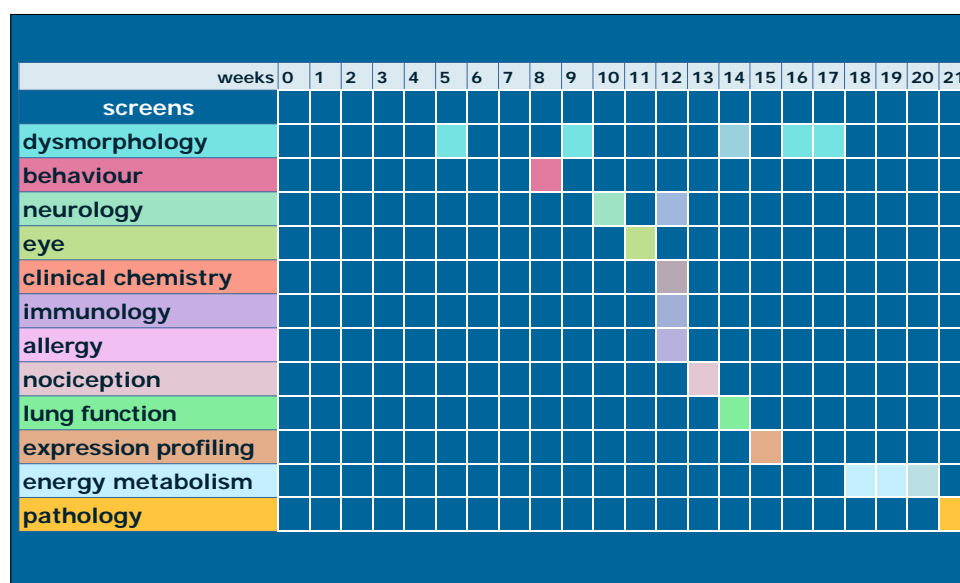 weeks 0 1 2 3 4 5 6 7 8 9 10 11 12 13 14 15 16 17 18 19 20 21
screens
dysmorphology
behaviour
neurology
eye
clinical chemistry
immunology
allergy
nociception
lung function
expression profiling
energy metabolism
pathology